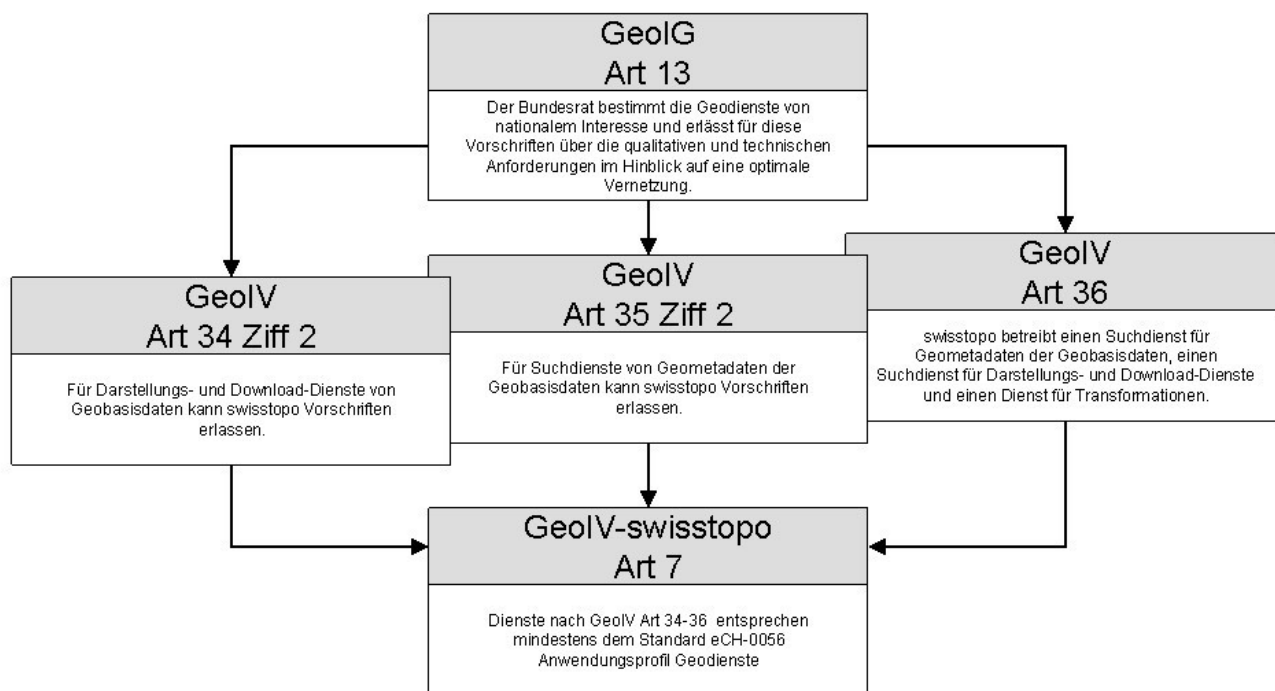 GeoIG
Art 13
Der Bundesrat bestimmt die Geodienste von
nationalem Interesse und erlässt für diese
Vorschriften über die qualitativen und technischen
Anforderungen im Hinblick auf eine optimale
Vernetzung.
GeoIV
Art 34 Ziff 2
Für Darstellungs- und Download-Dienste von
Geobasisdaten kann swisstopo Vorschriften
erlassen.
GeoIV
Art 35 Ziff 2
Für Suchdienste von Geometadaten der
Geobasisdaten kann swisstopo Vorschriften
erlassen.
GeoIV
Art 36
swisstopo betreibt einen Suchdienst für
Geometadaten der Geobasisdaten, einen
Suchdienst für Darstellungs- und Download-Dienste
und einen Dienst für Transformationen.
GeoIV-swisstopo
Art 7
Dienste nach GeoIV Art 34-36 entsprechen
mindestens dem Standard eCH-0056
Anwendungsprofil Geodienste